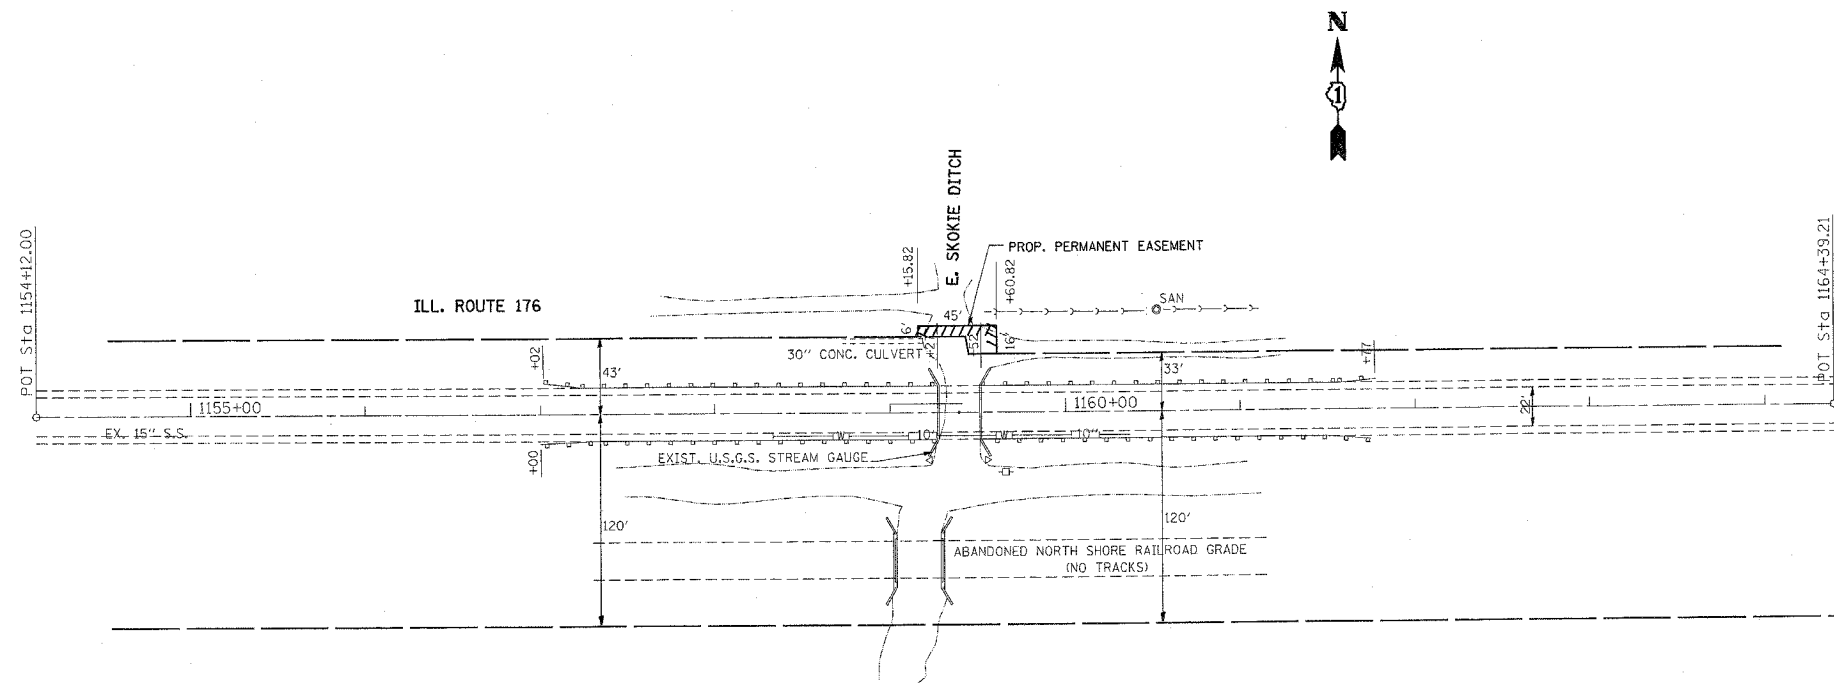 N
1
E. SKOKIE DITCH
POT Sta 1154+12.00
POT Sta 1164+39.21
+15.82
PROP. PERMANENT EASEMENT
+60.82
ILL. ROUTE 176
SAN
45'
6'
52
16'
30" CONC. CULVERT
+02
43'
33'
+77
1155+00
1160+00
22'
EX. 15" S.S.
W
10"
W
10"
+00
EXIST. U.S.G.S. STREAM GAUGE
120'
120'
ABANDONED NORTH SHORE RAILROAD GRADE
(NO TRACKS)